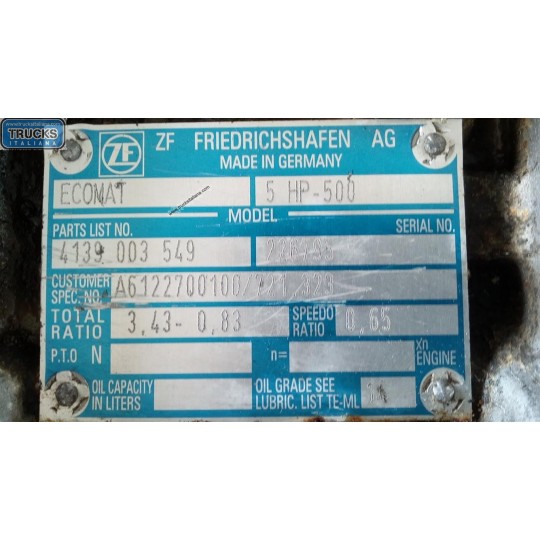 TRUCKS
ITALIANA
ZF
ZF FRIEDRICHSHAFEN AG
MADE IN GERMANY
ECOMAT 5 HP-500
MODEL
PARTS LIST NO. SERIAL NO.
4139 003 549
CUSTOMER
SPEC.-NO. A6122700100/
TOTAL
RATIO 3,43- 0,83 SPEEDO
RATIO 0,65
P.T.O N n= Xn
ENGINE
OIL CAPACITY
IN LITERS OIL GRADE SEE
LUBRIC. LIST TE-ML